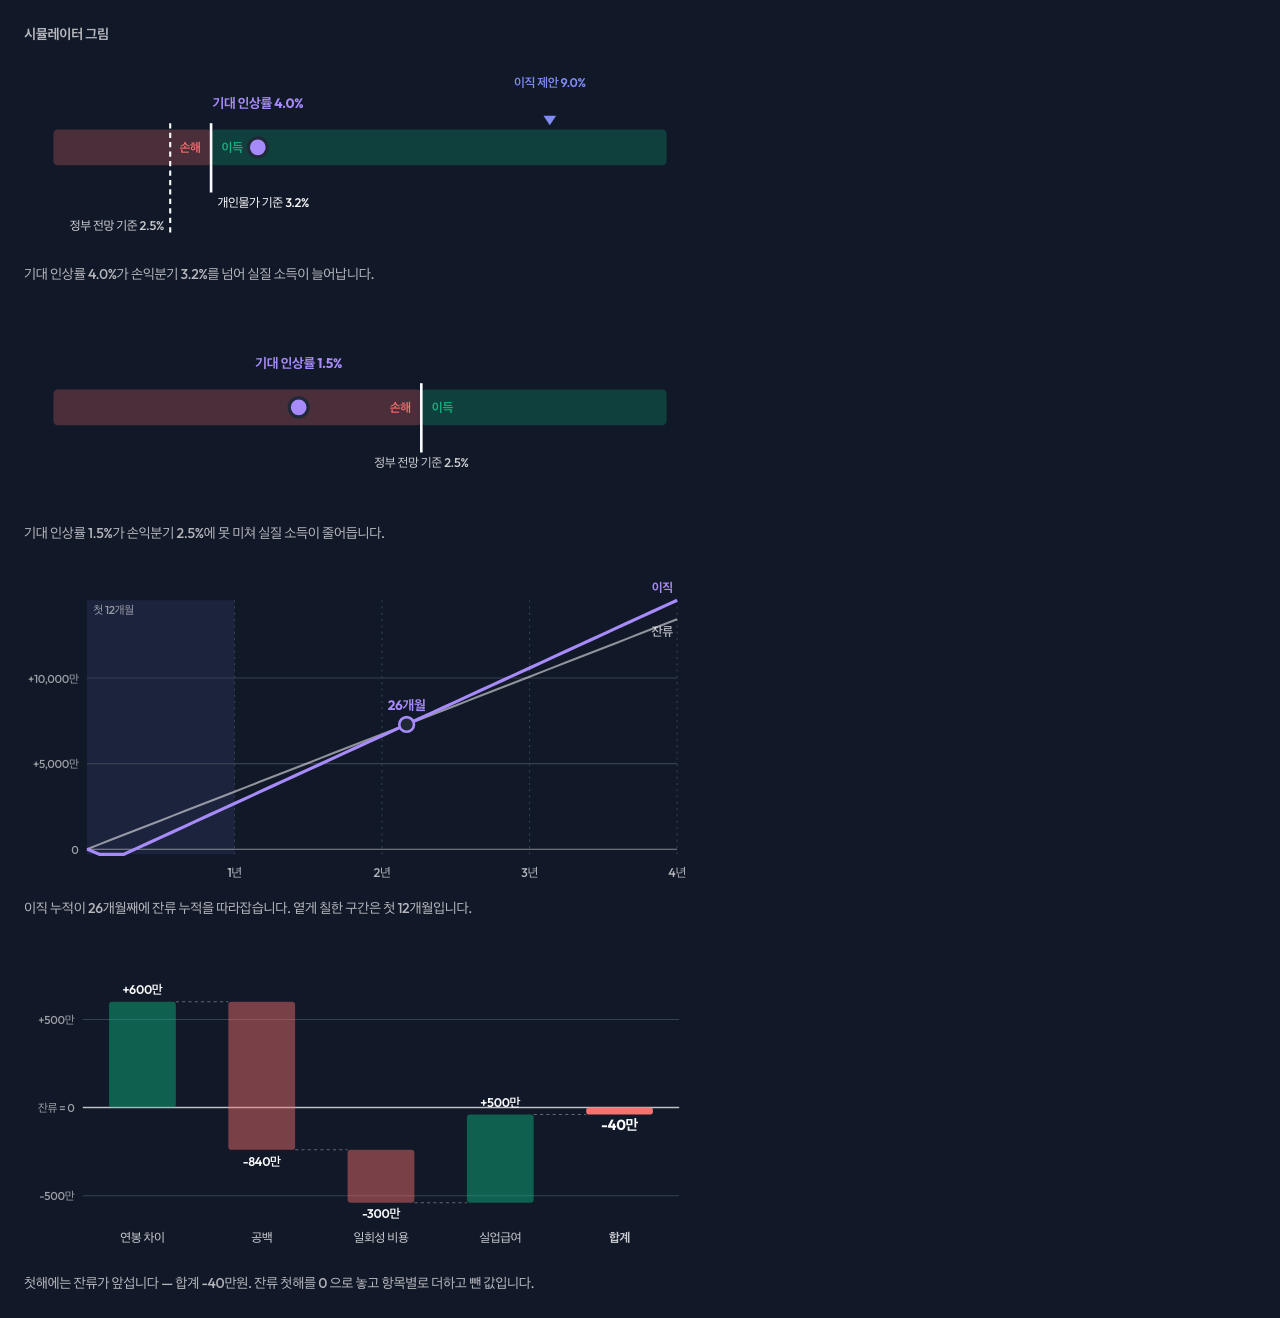 시뮬레이터 그림
이직 제안 9.0%
기대 인상률 4.0%
손해
이득
개인물가 기준 3.2%
정부 전망 기준 2.5%
기대 인상률 4.0%가 손익분기 3.2%를 넘어 실질 소득이 늘어납니다.
기대 인상률 1.5%
손해
이득
정부 전망 기준 2.5%
기대 인상률 1.5%가 손익분기 2.5%에 못 미쳐 실질 소득이 줄어듭니다.
이직
첫 12개월
잔류
+10,000만
26개월
+5,000만
0
1년
2년
3년
4년
이직 누적이 26개월째에 잔류 누적을 따라잡습니다. 옅게 칠한 구간은 첫 12개월입니다.
+600만
+500만
+500만
잔류 = 0
-40만
-840만
-500만
-300만
연봉 차이
공백
일회성 비용
실업급여
합계
첫해에는 잔류가 앞섭니다 — 합계 -40만원. 잔류 첫해를 0 으로 놓고 항목별로 더하고 뺀 값입니다.